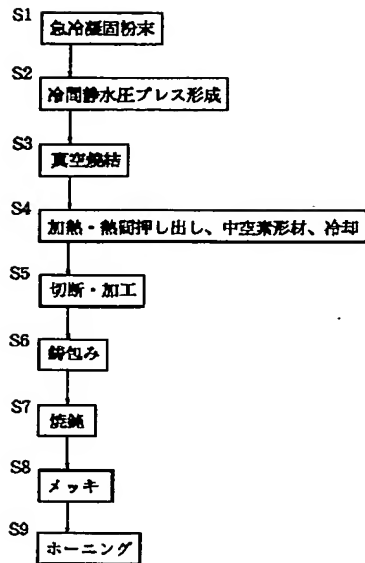 S1
急冷凝固粉末
S2
冷間静水圧プレス形成
S3
真空焼結
S4
加熱・熱間押し出し、中空素形材、冷却
S5
切断・加工
S6
鋳包み
S7
焼鈍
S8
メッキ
S9
ホーニング